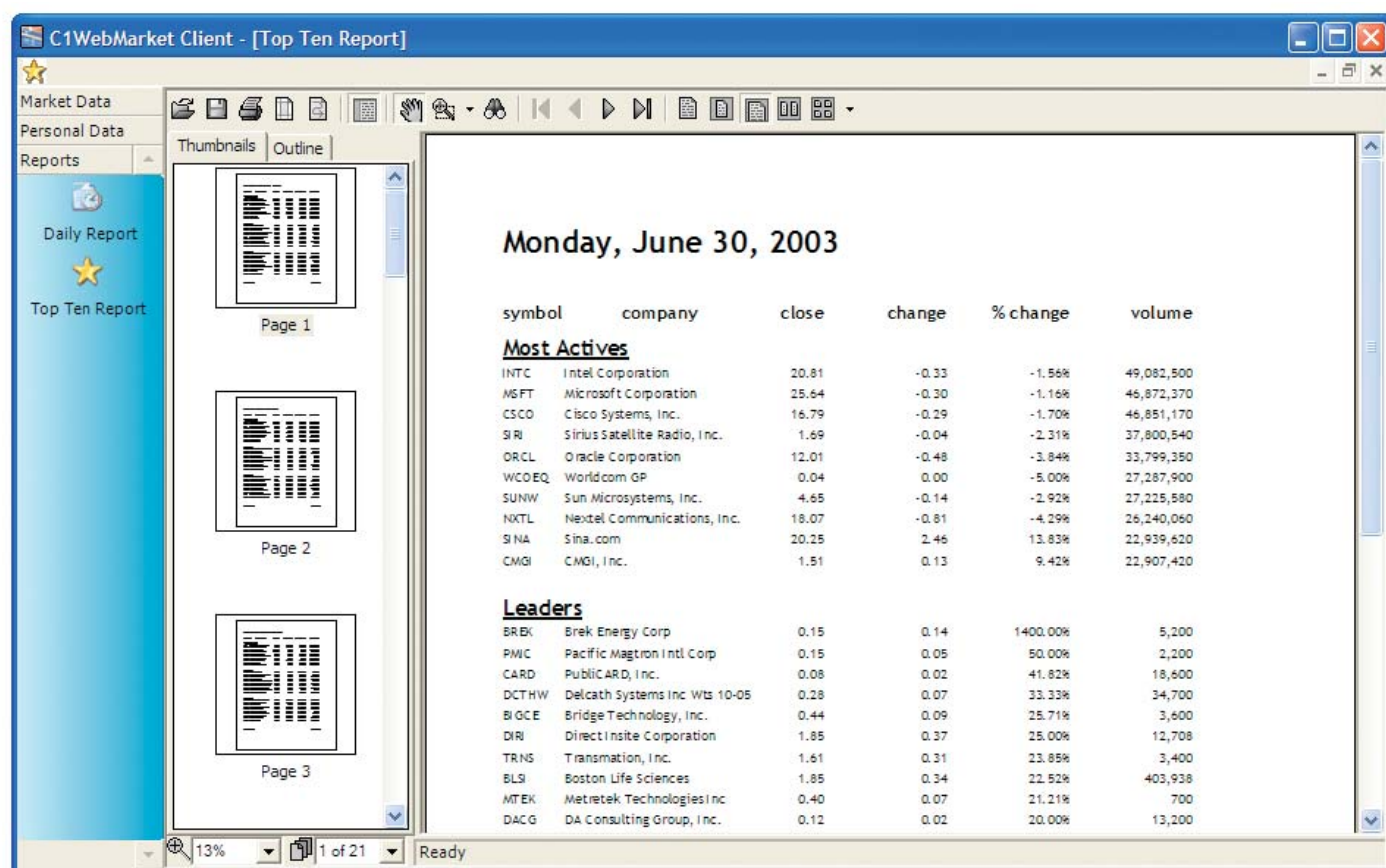 C1WebMarket Client - [Top Ten Report]
Market Data
Personal Data
Reports
Daily Report
Top Ten Report
Thumbnails Outline
Page 1
Page 2
Page 3
Monday, June 30, 2003
symbol company close change % change volume
Most Actives
INTC Intel Corporation 20.81 -0.33 -1.56% 49,082,500
MSFT Microsoft Corporation 25.64 -0.30 -1.16% 46,872,370
CSCO Cisco Systems, Inc. 16.79 -0.29 -1.70% 46,851,170
SIRI Sirius Satellite Radio, Inc. 1.69 -0.04 -2.31% 37,800,540
ORCL Oracle Corporation 12.01 -0.48 -3.84% 33,799,350
WCOEQ Worldcom GP 0.04 0.00 -5.00% 27,287,900
SUNW Sun Microsystems, Inc. 4.65 -0.14 -2.92% 27,225,580
NXTL Nextel Communications, Inc. 18.07 -0.81 -4.29% 26,240,060
SINA Sina.com 20.25 2.46 13.83% 22,939,620
CMGI CMGI, Inc. 1.51 0.13 9.42% 22,907,420
Leaders
BREK Brek Energy Corp 0.15 0.14 1400.00% 5,200
PMIC Pacific Magtron Intl Corp 0.15 0.05 50.00% 2,200
CARD PubliCARD, Inc. 0.08 0.02 41.82% 18,600
DCTHW Delcath Systems Inc Wts 10-05 0.28 0.07 33.33% 34,700
BIGCE Bridge Technology, Inc. 0.44 0.09 25.71% 3,600
DIRI Direct Insite Corporation 1.85 0.37 25.00% 12,708
TRNS Transmation, Inc. 1.61 0.31 23.85% 3,400
BLSI Boston Life Sciences 1.85 0.34 22.52% 403,938
MTEK Metretek Technologies Inc 0.40 0.07 21.21% 700
DACG DA Consulting Group, Inc. 0.12 0.02 20.00% 13,200
13% 1 of 21 Ready